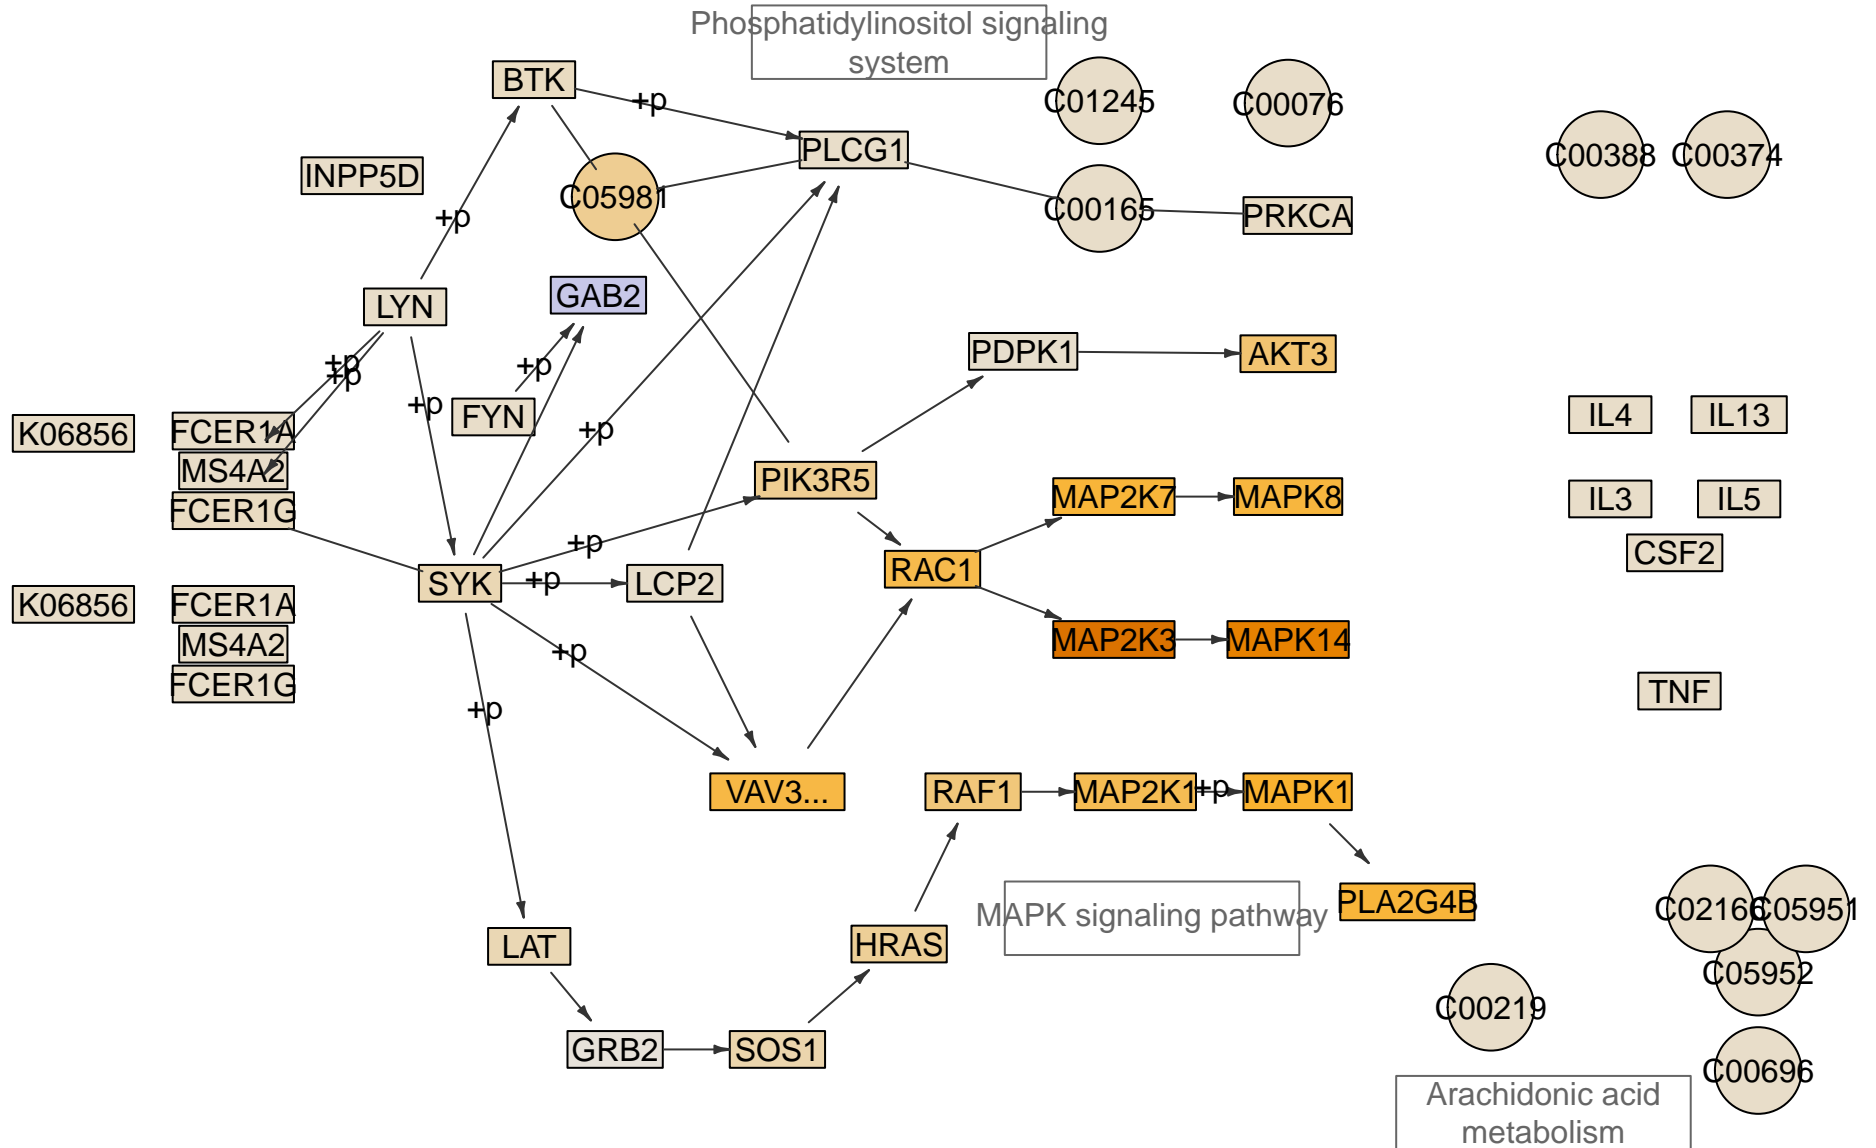 Phosphatidylinositol signaling
system
BTK
+p
C01245
C00076
PLCG1
C00388
C00374
INPP5D
C05981
C00165
PRKCA
+p
LYN
GAB2
PDPK1
AKT3
+p
+p
+p
+p
FYN
K06856
FCER1A
MS4A2
FCER1G
+p
IL4
IL13
PIK3R5
MAP2K7
MAPK8
IL3
IL5
+p
CSF2
SYK
+p
LCP2
RAC1
K06856
FCER1A
MS4A2
FCER1G
+p
MAP2K3
MAPK14
+p
TNF
VAV3...
RAF1
MAP2K1
+p
MAPK1
MAPK signaling pathway
PLA2G4B
C02166
C05951
LAT
HRAS
C05952
C00219
GRB2
SOS1
C00696
Arachidonic acid
metabolism